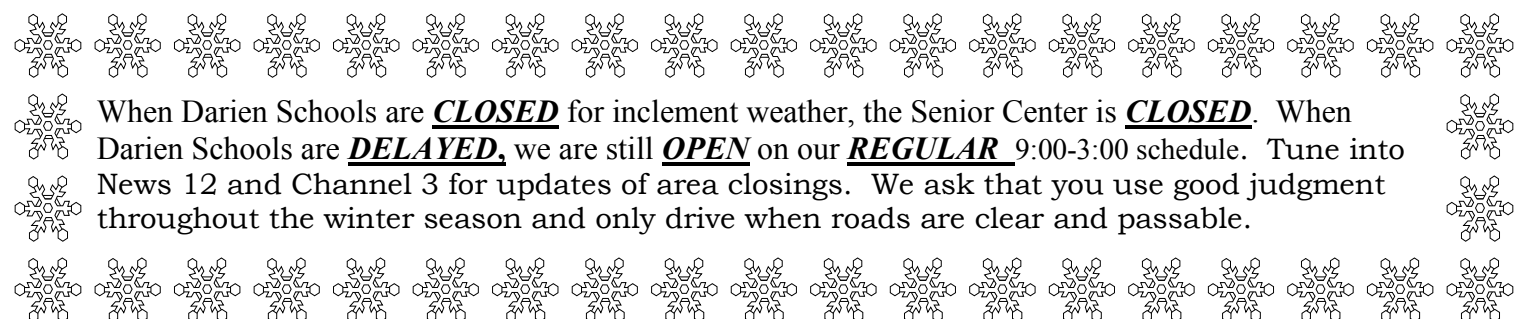 When Darien Schools are CLOSED for inclement weather, the Senior Center is CLOSED. When
Darien Schools are DELAYED, we are still OPEN on our REGULAR 9:00-3:00 schedule. Tune into
News 12 and Channel 3 for updates of area closings. We ask that you use good judgment
throughout the winter season and only drive when roads are clear and passable.